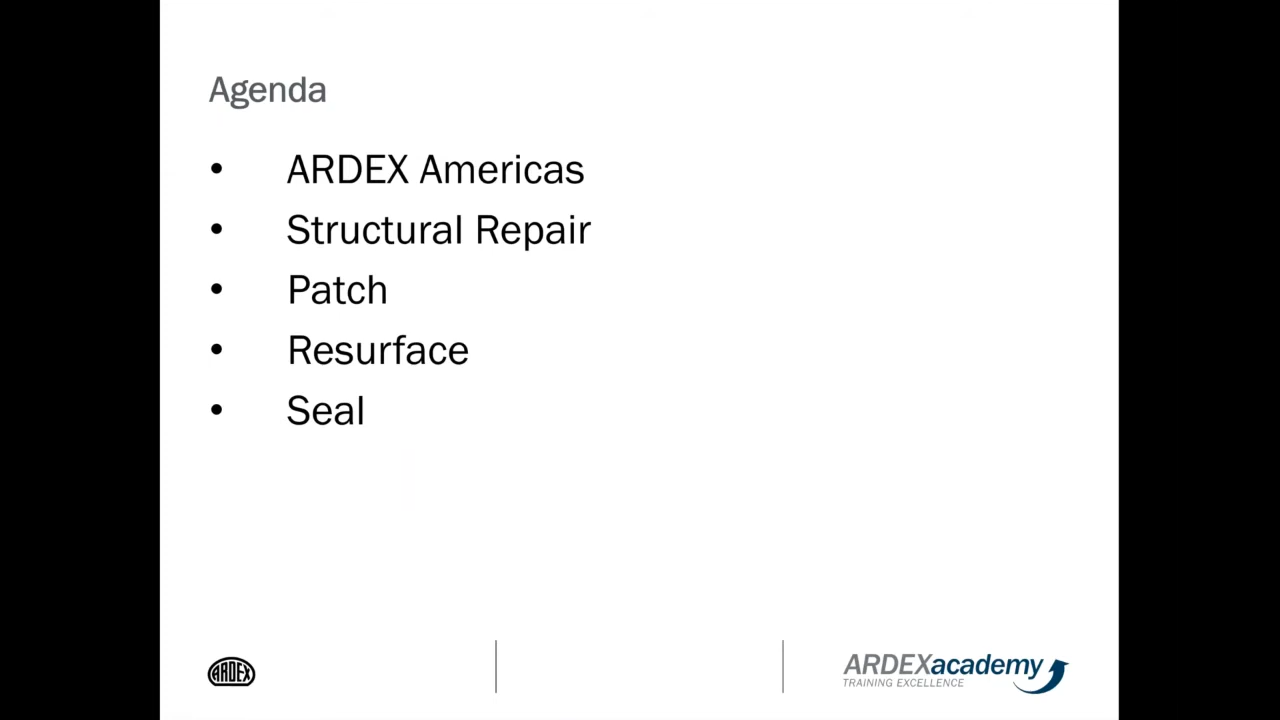 Agenda
• ARDEX Americas
• Structural Repair
• Patch
• Resurface
• Seal
ARDEX
ARDEXacademy
TRAINING EXCELLENCE